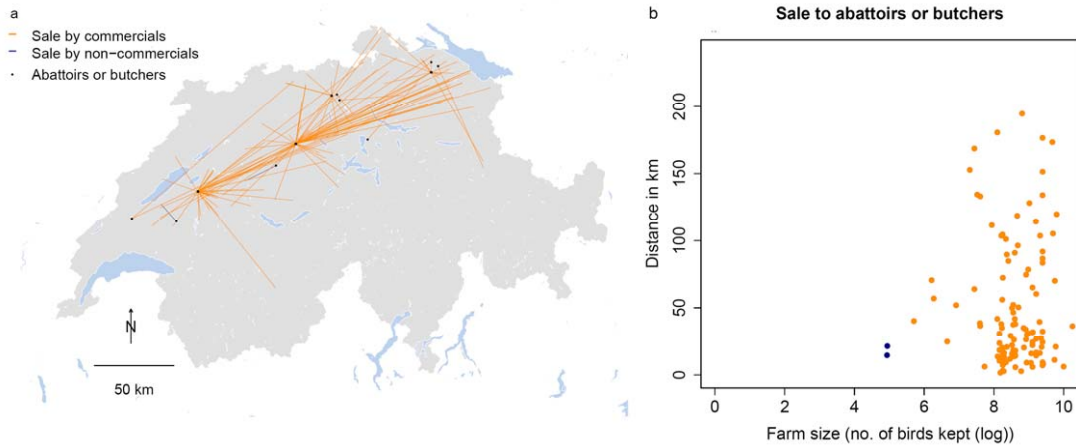 a
Sale by commercials
Sale by non−commercials
Abattoirs or butchers
N
50 km
b
Sale to abattoirs or butchers
Distance in km
200
150
100
50
0
0 2 4 6 8 10
Farm size (no. of birds kept (log))